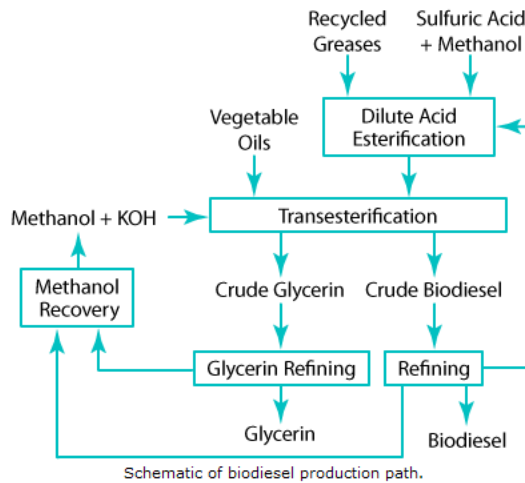 Recycled
Greases
Sulfuric Acid
+ Methanol
Dilute Acid
Esterification
Vegetable
Oils
Methanol + KOH
Transesterification
Methanol
Recovery
Crude Glycerin
Crude Biodiesel
Glycerin Refining
Refining
Glycerin
Biodiesel
Schematic of biodiesel production path.